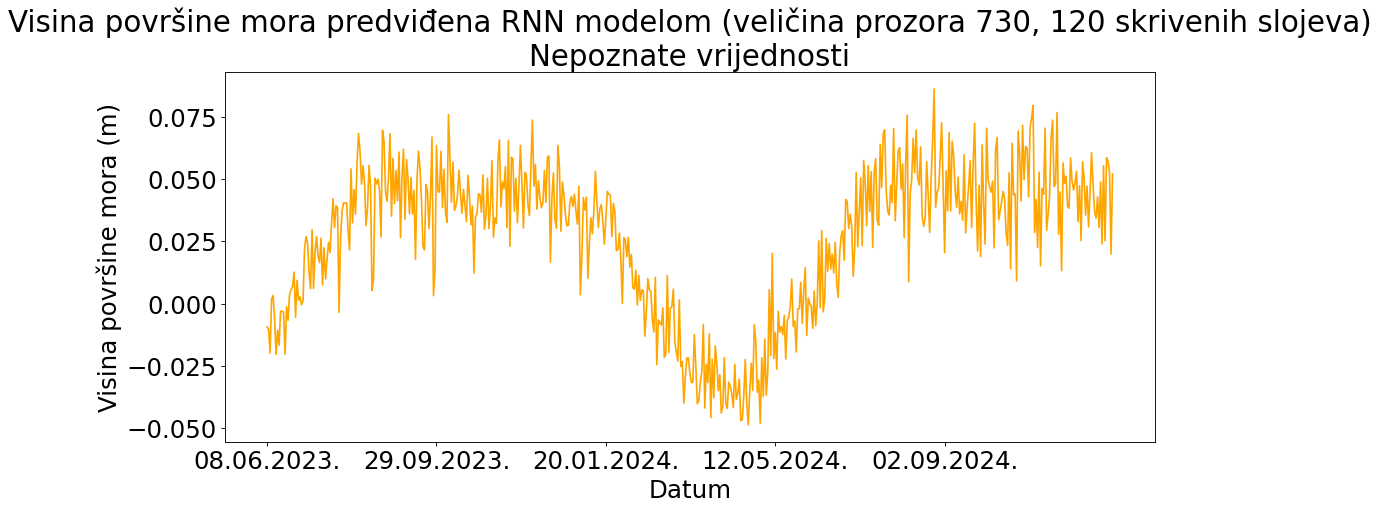 Visina površine mora predviđena RNN modelom (veličina prozora 730, 120 skrivenih slojeva)
Nepoznate vrijednosti
Visina površine mora (m)
0.075
0.050
0.025
0.000
−0.025
−0.050
08.06.2023. 29.09.2023. 20.01.2024. 12.05.2024. 02.09.2024.
Datum